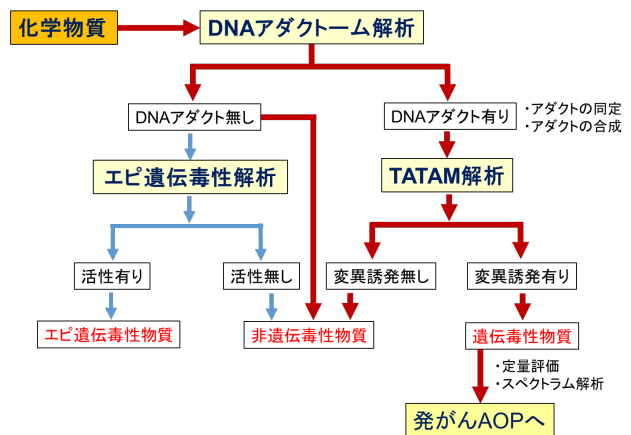 化学物質
DNAアダクトーム解析
DNAアダクト無し
DNAアダクト有り
・アダクトの同定
・アダクトの合成
エピ遺伝毒性解析
TATAM解析
活性有り
活性無し
変異誘発無し
変異誘発有り
エピ遺伝毒性物質
非遺伝毒性物質
遺伝毒性物質
・定量評価
・スペクトラム解析
発がんAOPへ